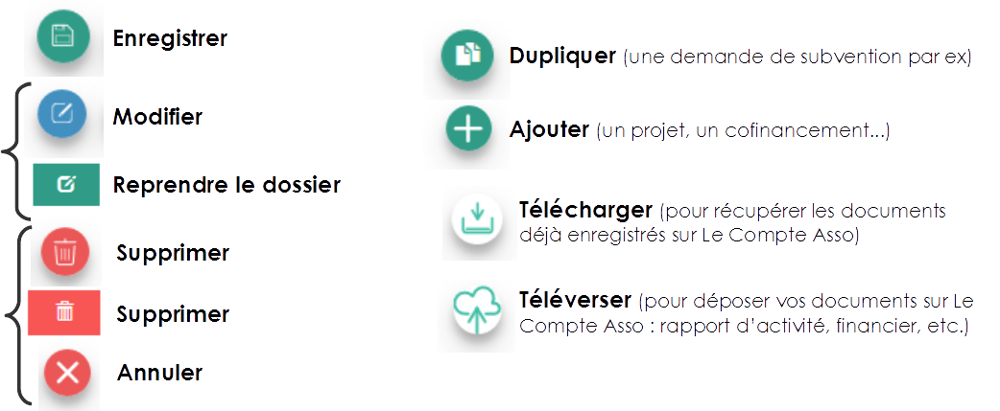 Enregistrer
Modifier
Reprendre le dossier
Supprimer
Supprimer
Annuler
Dupliquer (une demande de subvention par ex)
Ajouter (un projet, un cofinancement...)
Télécharger (pour récupérer les documents
déjà enregistrés sur Le Compte Asso)
Téléverser (pour déposer vos documents sur Le
Compte Asso : rapport d'activité, financier, etc.)